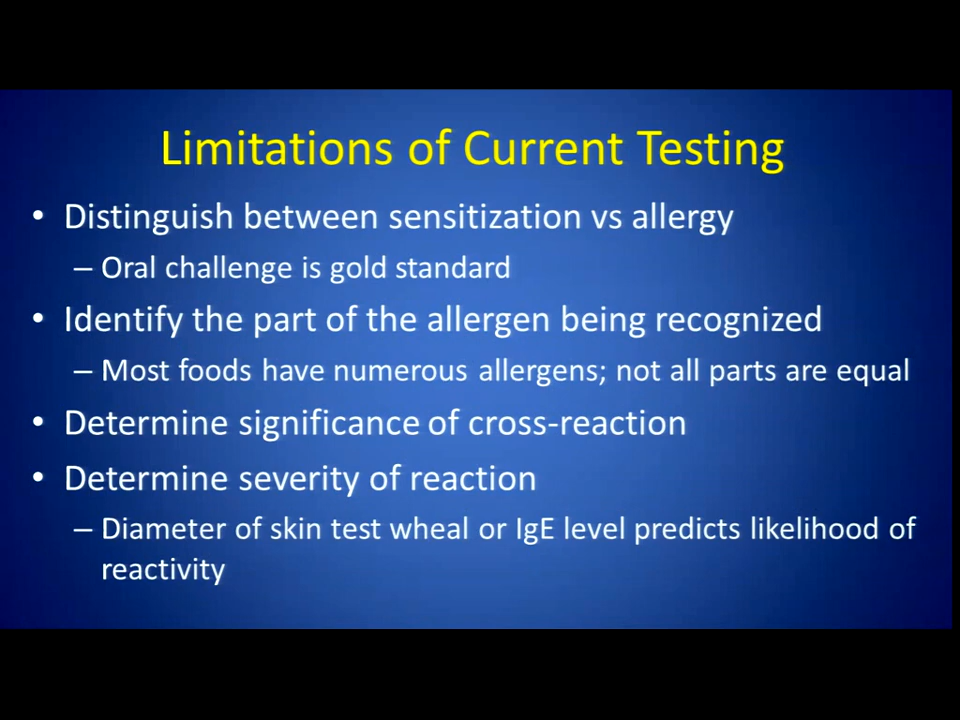 Limitations of Current Testing
• Distinguish between sensitization vs allergy
– Oral challenge is gold standard
• Identify the part of the allergen being recognized
– Most foods have numerous allergens; not all parts are equal
• Determine significance of cross-reaction
• Determine severity of reaction
– Diameter of skin test wheal or IgE level predicts likelihood of
reactivity